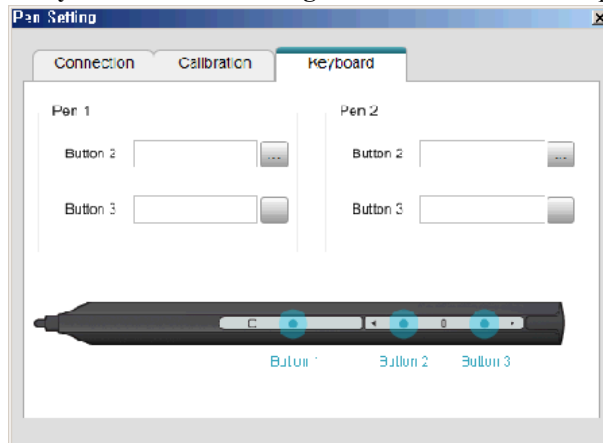 Pen Setting
Connection Calibration Keyboard
Pen 1 Pen 2
Button 2 ... Button 2 ...
Button 3 Button 3
Button 1 Button 2 Button 3